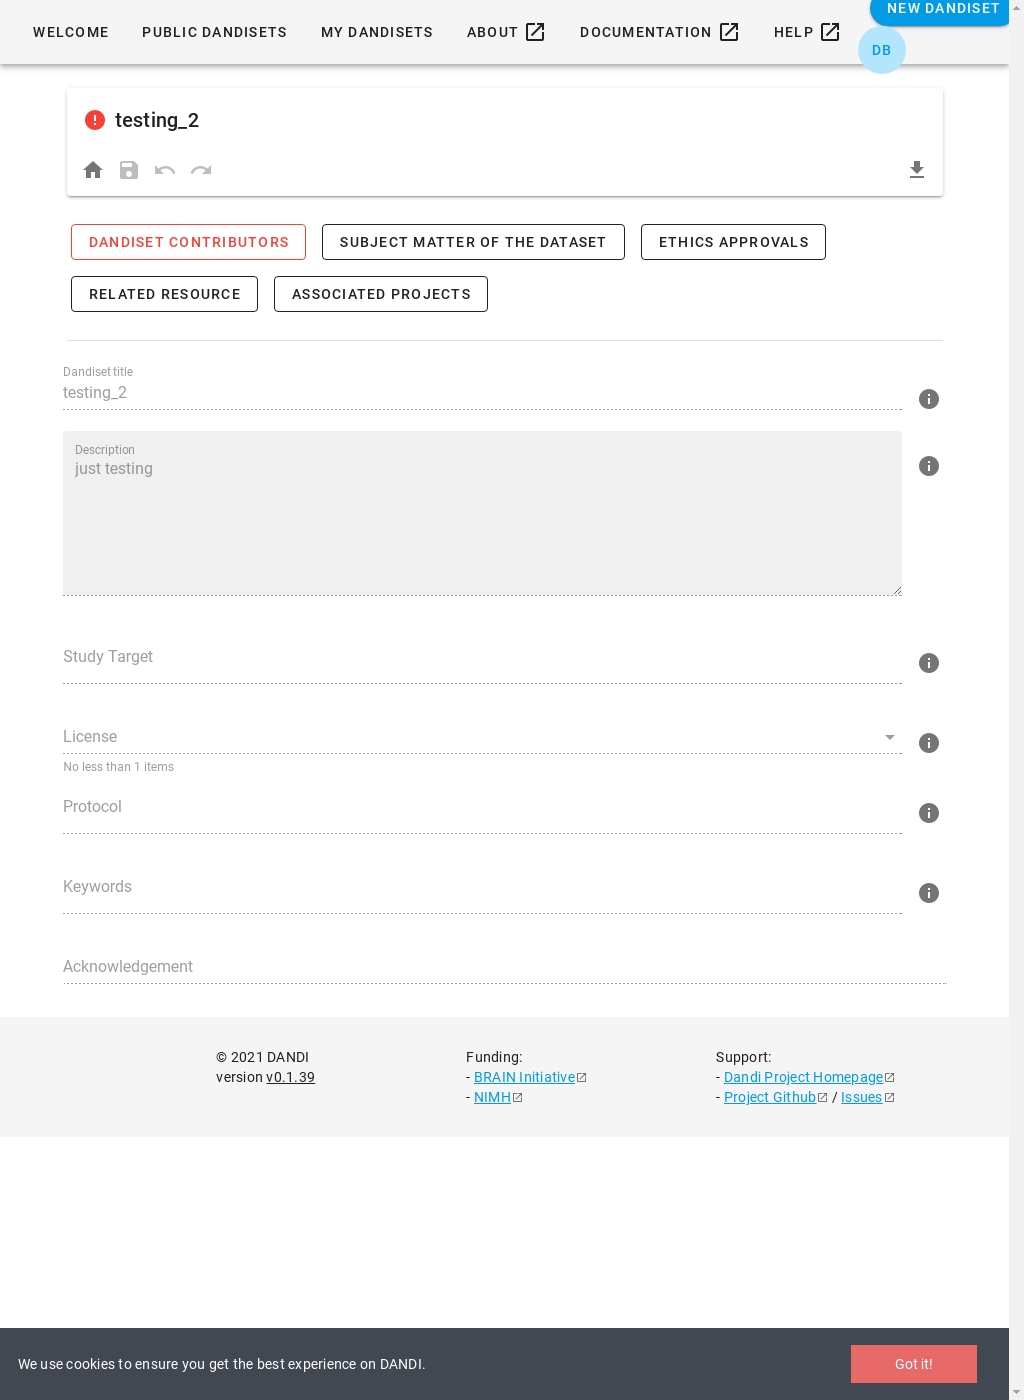 WELCOME PUBLIC DANDISETS MY DANDISETS ABOUT DOCUMENTATION HELP NEW DANDISET
DB
testing_2
DANDISET CONTRIBUTORS SUBJECT MATTER OF THE DATASET ETHICS APPROVALS
RELATED RESOURCE ASSOCIATED PROJECTS
Dandiset title
testing_2
Description
just testing
Study Target
License
No less than 1 items
Protocol
Keywords
Acknowledgement
© 2021 DANDI
version v0.1.39
Funding:
- BRAIN Initiative
- NIMH
Support:
- Dandi Project Homepage
- Project Github / Issues
We use cookies to ensure you get the best experience on DANDI.
Got it!